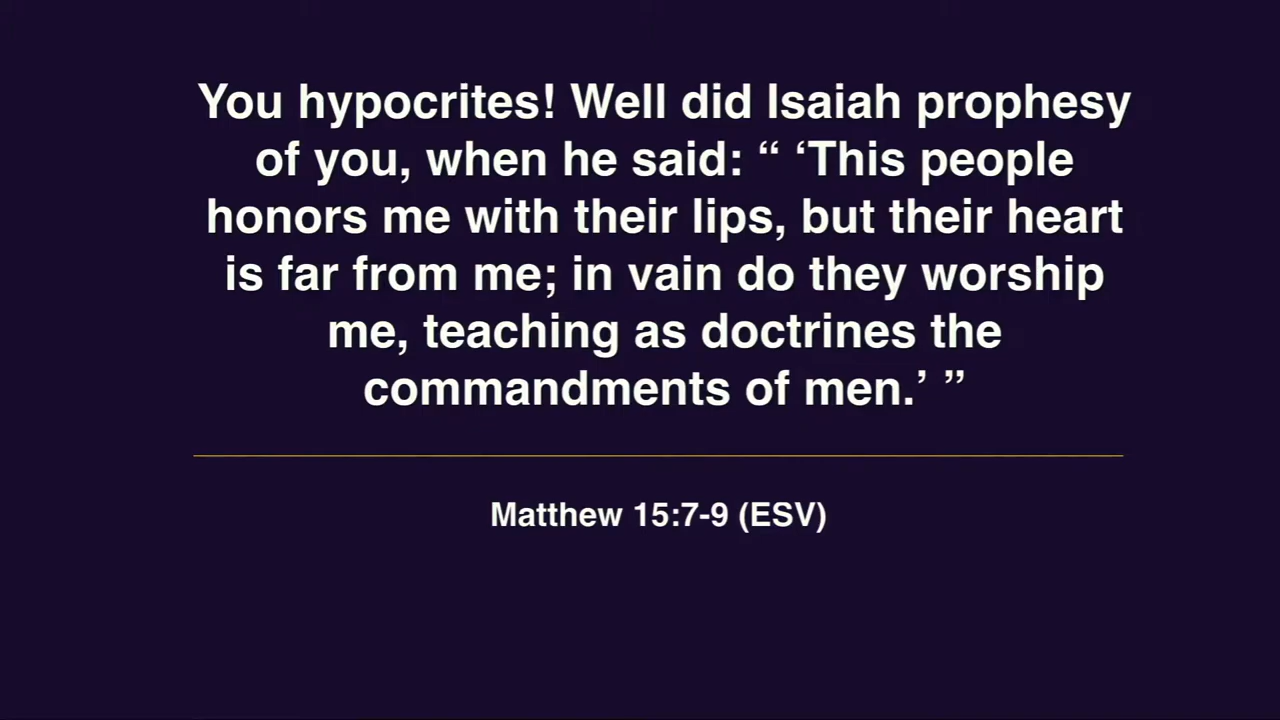 You hypocrites! Well did Isaiah prophesy
of you, when he said: “ ‘This people
honors me with their lips, but their heart
is far from me; in vain do they worship
me, teaching as doctrines the
commandments of men.’ ”
Matthew 15:7-9 (ESV)